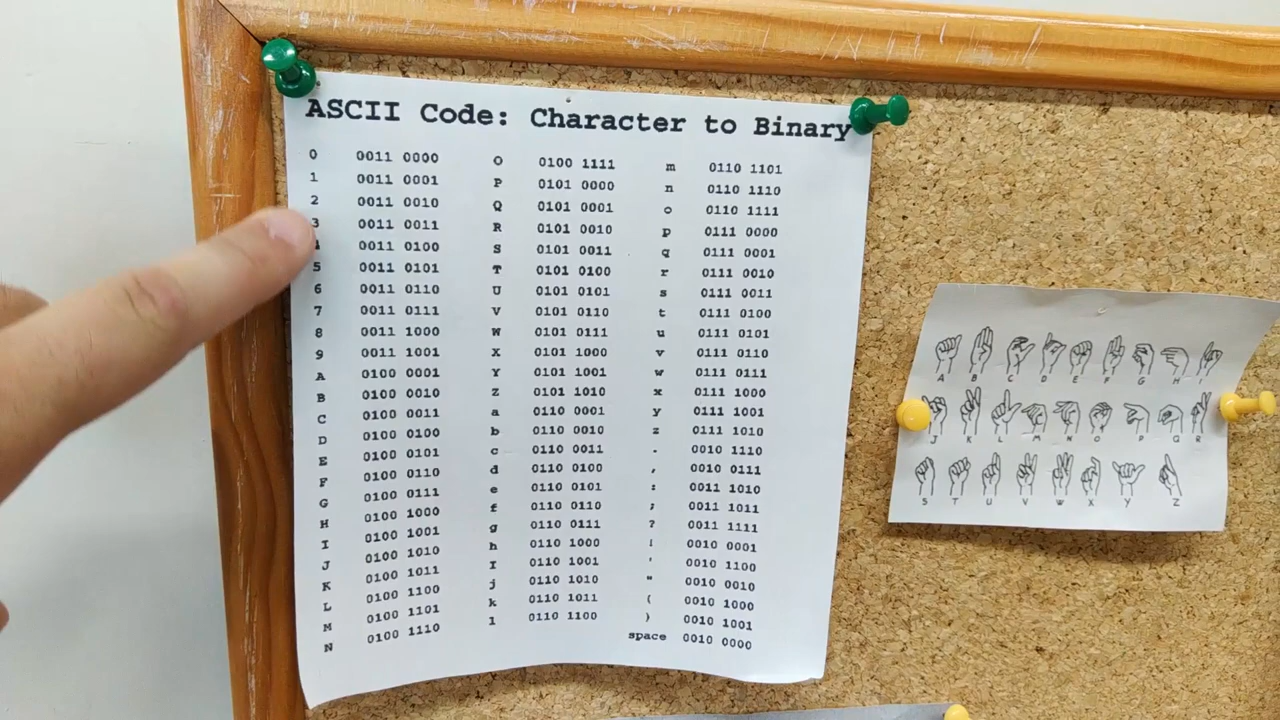 ASCII Code: Character to Binary
0 0011 0000
1 0011 0001
2 0011 0010
3 0011 0011
0011 0100
5 0011 0101
6 0011 0110
7 0011 0111
8 0011 1000
9 0011 1001
A 0100 0001
B 0100 0010
C 0100 0011
D 0100 0100
E 0100 0101
F 0100 0110
G 0100 0111
H 0100 1000
I 0100 1001
J 0100 1010
K 0100 1011
L 0100 1100
M 0100 1101
N 0100 1110
O 0100 1111
P 0101 0000
Q 0101 0001
R 0101 0010
S 0101 0011
T 0101 0100
U 0101 0101
V 0101 0110
W 0101 0111
X 0101 1000
Y 0101 1001
Z 0101 1010
a 0110 0001
b 0110 0010
c 0110 0011
d 0110 0100
e 0110 0101
f 0110 0110
g 0110 0111
h 0110 1000
I 0110 1001
j 0110 1010
k 0110 1011
l 0110 1100
m 0110 1101
n 0110 1110
o 0110 1111
p 0111 0000
q 0111 0001
r 0111 0010
s 0111 0011
t 0111 0100
u 0111 0101
v 0111 0110
w 0111 0111
x 0111 1000
y 0111 1001
z 0111 1010
. 0010 1110
, 0010 0111
: 0011 1010
; 0011 1011
? 0011 1111
! 0010 0001
' 0010 1100
" 0010 0010
( 0010 1000
) 0010 1001
space 0010 0000
A B C D E F G H I
J K L M N O P Q R
S T U V W X Y Z